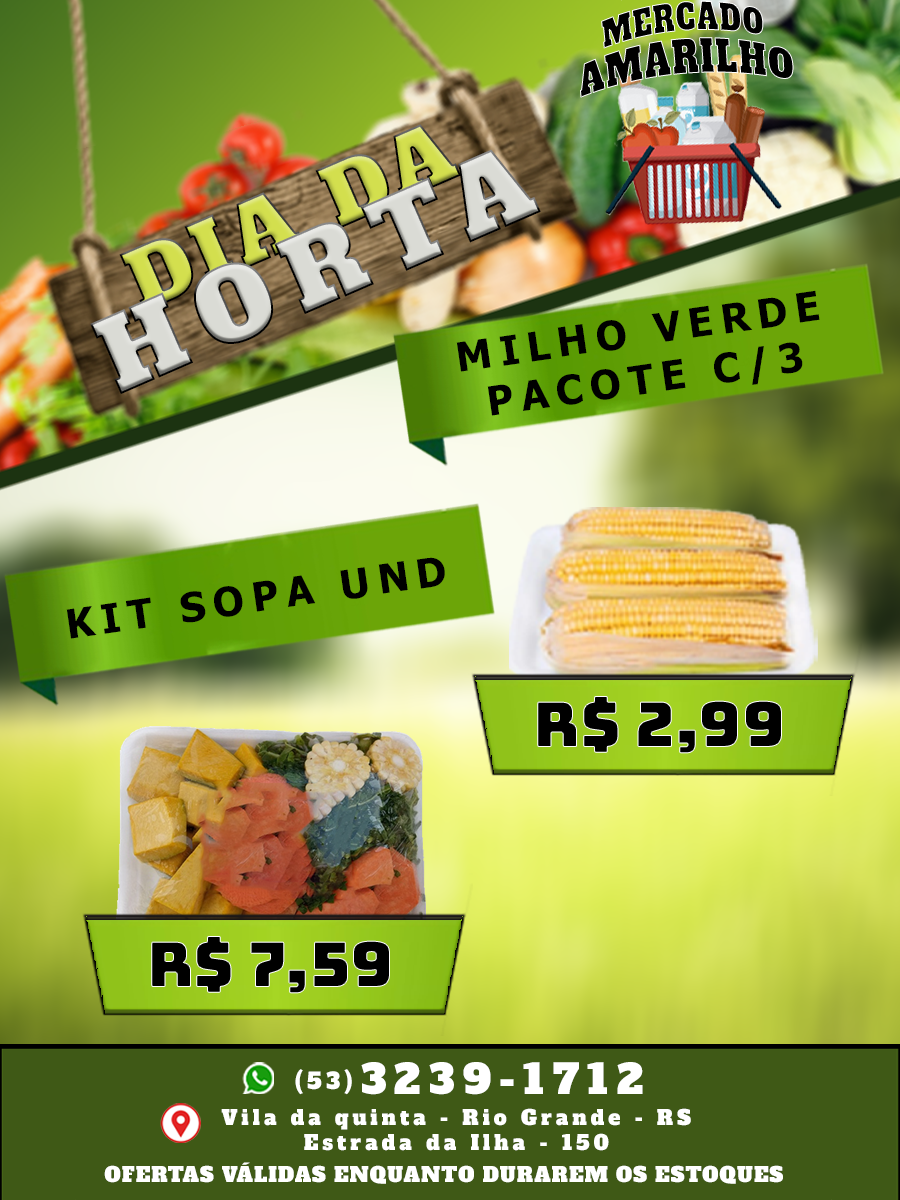 MERCADO
AMARILHO
DIA DA
HORTA
MILHO VERDE
PACOTE C/3
KIT SOPA UND
R$ 2,99
R$ 7,59
(53) 3239-1712
Vila da quinta - Rio Grande - RS
Estrada da Ilha - 150
OFERTAS VÁLIDAS ENQUANTO DURAREM OS ESTOQUES